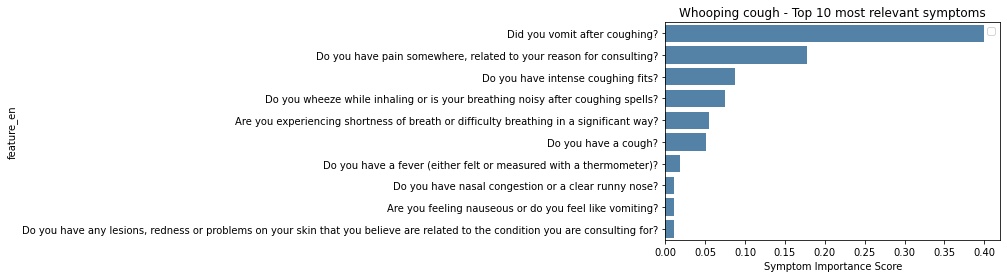 Whooping cough - Top 10 most relevant symptoms
feature_en
Did you vomit after coughing?
Do you have pain somewhere, related to your reason for consulting?
Do you have intense coughing fits?
Do you wheeze while inhaling or is your breathing noisy after coughing spells?
Are you experiencing shortness of breath or difficulty breathing in a significant way?
Do you have a cough?
Do you have a fever (either felt or measured with a thermometer)?
Do you have nasal congestion or a clear runny nose?
Are you feeling nauseous or do you feel like vomiting?
Do you have any lesions, redness or problems on your skin that you believe are related to the condition you are consulting for?
0.00 0.05 0.10 0.15 0.20 0.25 0.30 0.35 0.40
Symptom Importance Score